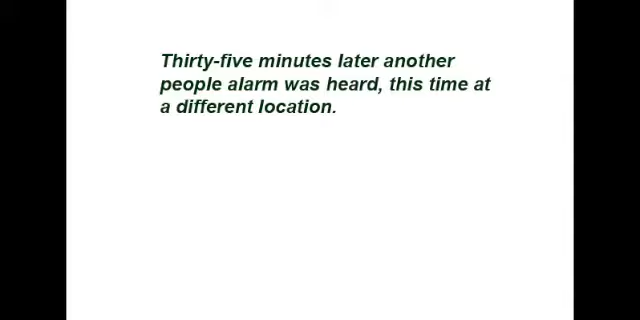 Thirty-five minutes later another
people alarm was heard, this time at
a different location.